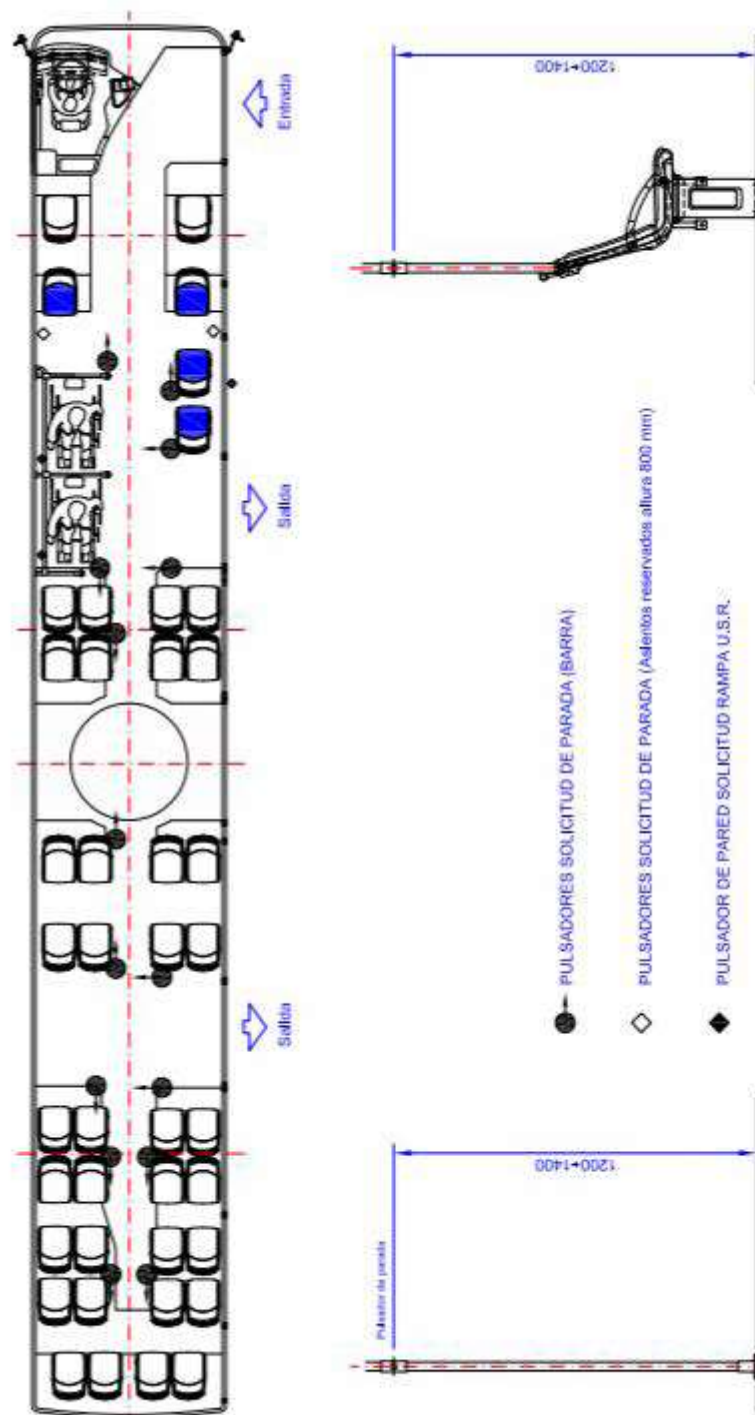 Entrada
Salida
Salida
1200÷1400
PULSADORES SOLICITUD DE PARADA (BARRA)
PULSADORES SOLICITUD DE PARADA (Asientos reservados altura 800 mm)
PULSADOR DE PARED SOLICITUD RAMPA U.S.R.
1200÷1400
Pulsador de parada